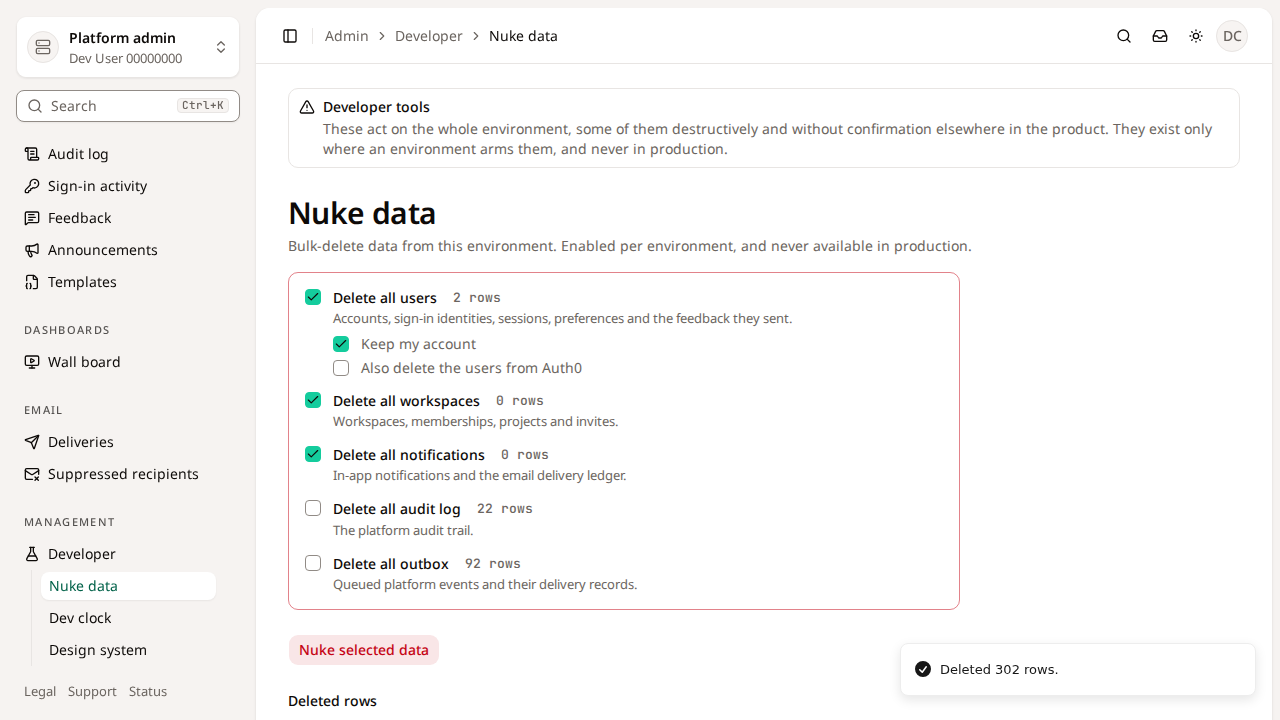 Platform admin
Dev User 00000000
Search
Ctrl+K
Audit log
Sign-in activity
Feedback
Announcements
Templates
DASHBOARDS
Wall board
EMAIL
Deliveries
Suppressed recipients
MANAGEMENT
Developer
Nuke data
Dev clock
Design system
Legal Support Status
Admin > Developer > Nuke data
DC
Developer tools
These act on the whole environment, some of them destructively and without confirmation elsewhere in the product. They exist only
where an environment arms them, and never in production.
Nuke data
Bulk-delete data from this environment. Enabled per environment, and never available in production.
Delete all users 2 rows
Accounts, sign-in identities, sessions, preferences and the feedback they sent.
Keep my account
Also delete the users from Auth0
Delete all workspaces 0 rows
Workspaces, memberships, projects and invites.
Delete all notifications 0 rows
In-app notifications and the email delivery ledger.
Delete all audit log 22 rows
The platform audit trail.
Delete all outbox 92 rows
Queued platform events and their delivery records.
Nuke selected data
Deleted rows
Deleted 302 rows.